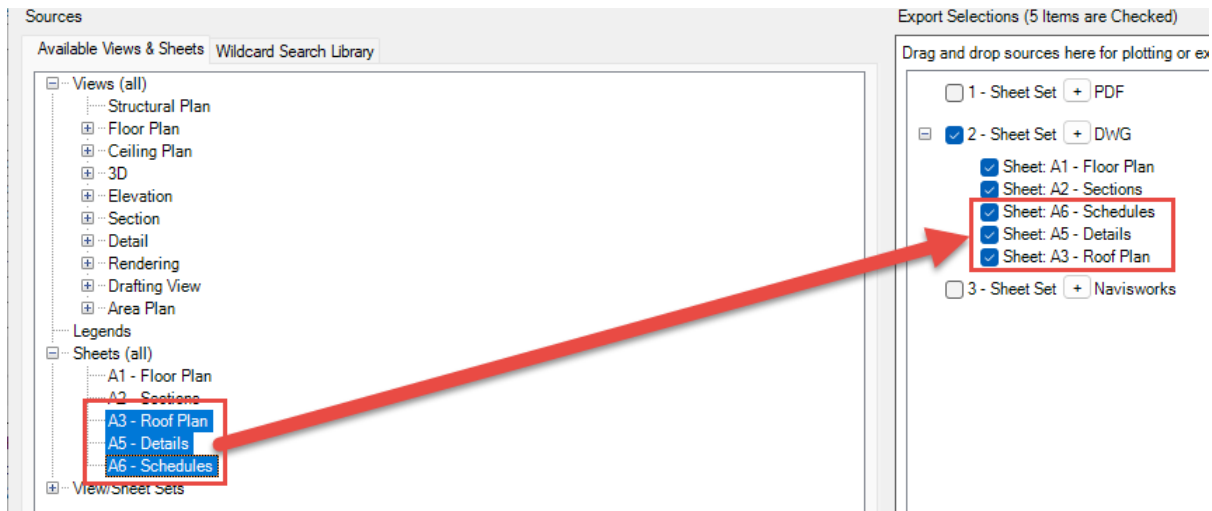 Sources
Available Views & Sheets
Wildcard Search Library
Views (all)
Structural Plan
Floor Plan
Ceiling Plan
3D
Elevation
Section
Detail
Rendering
Drafting View
Area Plan
Legends
Sheets (all)
A1 - Floor Plan
A2 - Sections
A3 - Roof Plan
A5 - Details
A6 - Schedules
View/Sheet Sets
Export Selections (5 Items are Checked)
Drag and drop sources here for plotting or ex
1 - Sheet Set + PDF
2 - Sheet Set + DWG
Sheet: A1 - Floor Plan
Sheet: A2 - Sections
Sheet: A6 - Schedules
Sheet: A5 - Details
Sheet: A3 - Roof Plan
3 - Sheet Set + Navisworks